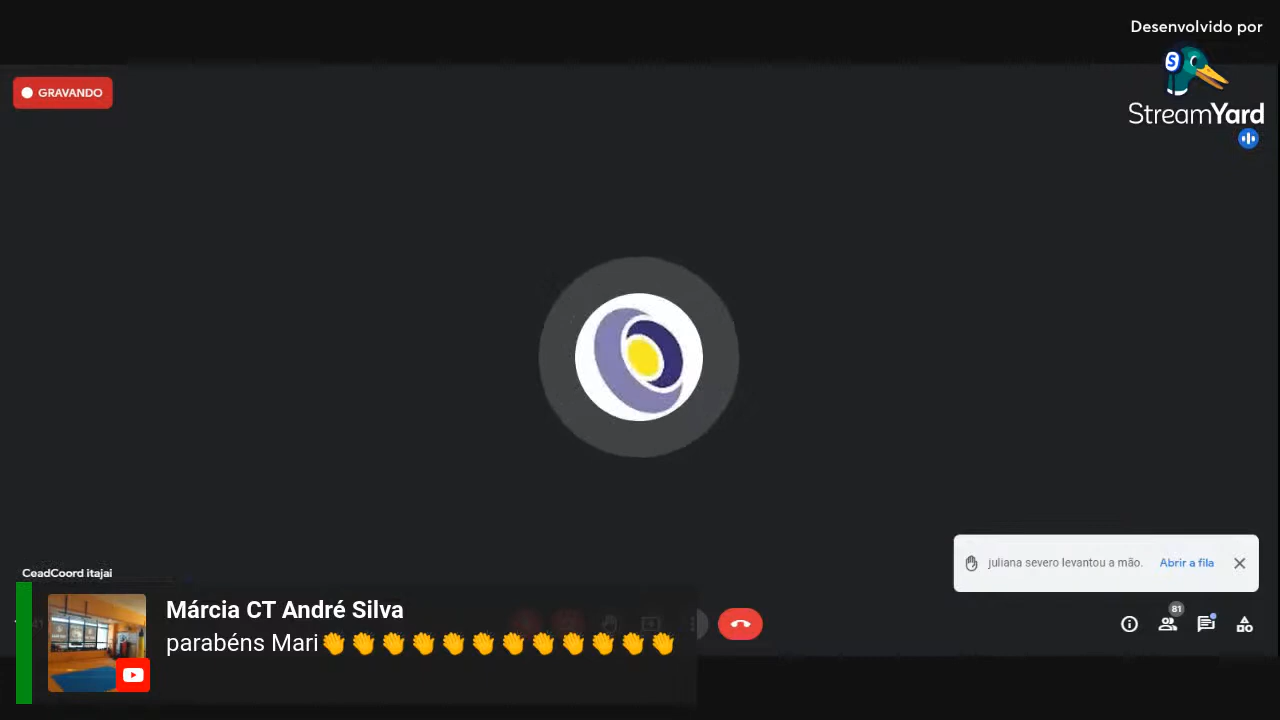 Desenvolvido por
StreamYard
GRAVANDO
juliana severo levantou a mão. Abrir a fila
CeadCoord itajai
Márcia CT André Silva
parabéns Mari👏👏👏👏👏👏👏👏👏👏👏👏
81